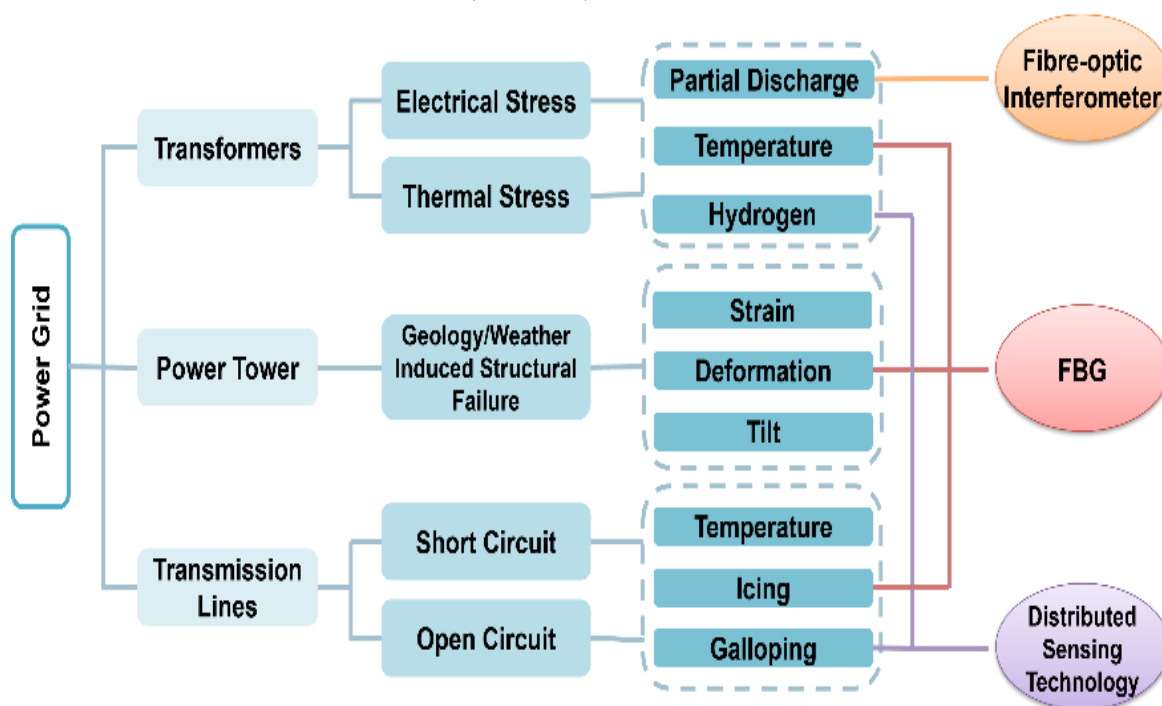 Power Grid
Transformers
Power Tower
Transmission
Lines
Electrical Stress
Thermal Stress
Geology/Weather
Induced Structural
Failure
Short Circuit
Open Circuit
Partial Discharge
Temperature
Hydrogen
Strain
Deformation
Tilt
Temperature
Icing
Galloping
Fibre-optic
Interferometer
FBG
Distributed
Sensing
Technology